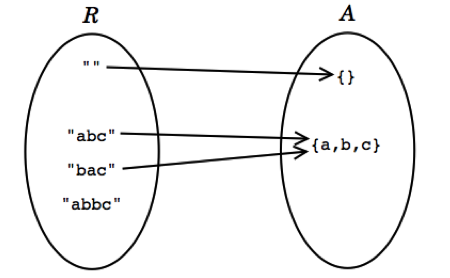 R A
"" {}
"abc" {a,b,c}
"bac"
"abbc"